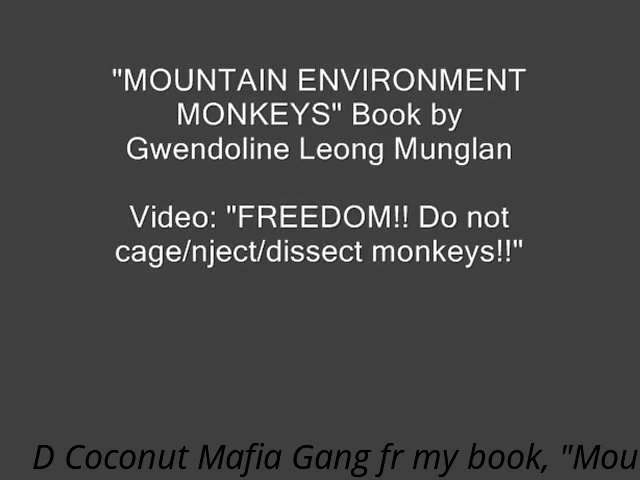 "MOUNTAIN ENVIRONMENT
MONKEYS" Book by
Gwendoline Leong Munglan
Video: "FREEDOM!! Do not
cage/nject/dissect monkeys!!"
D Coconut Mafia Gang fr my book, "Mou